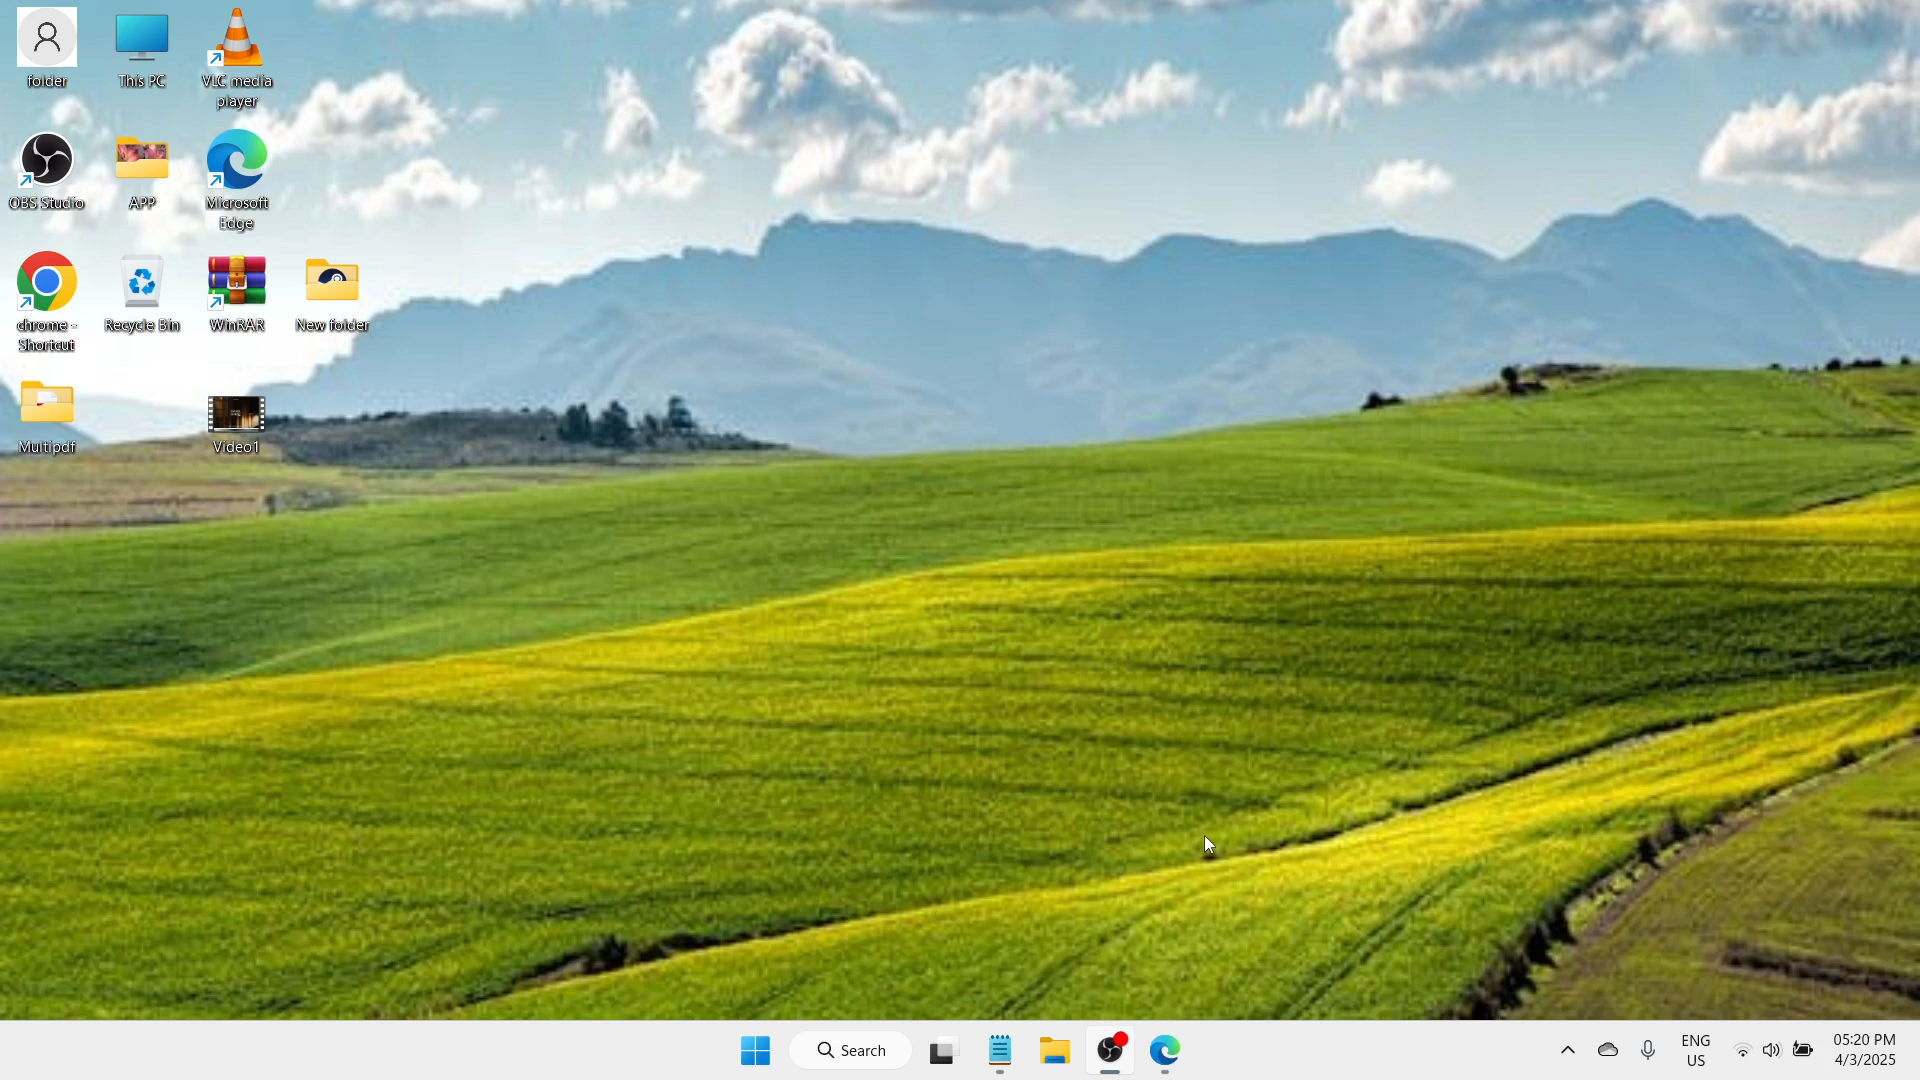 folder
This PC
VLC media
player
OBS Studio
APP
Microsoft
Edge
chrome -
Shortcut
Recycle Bin
WinRAR
New folder
Multipdf
Video1
Search
ENG
US
05:20 PM
4/3/2025